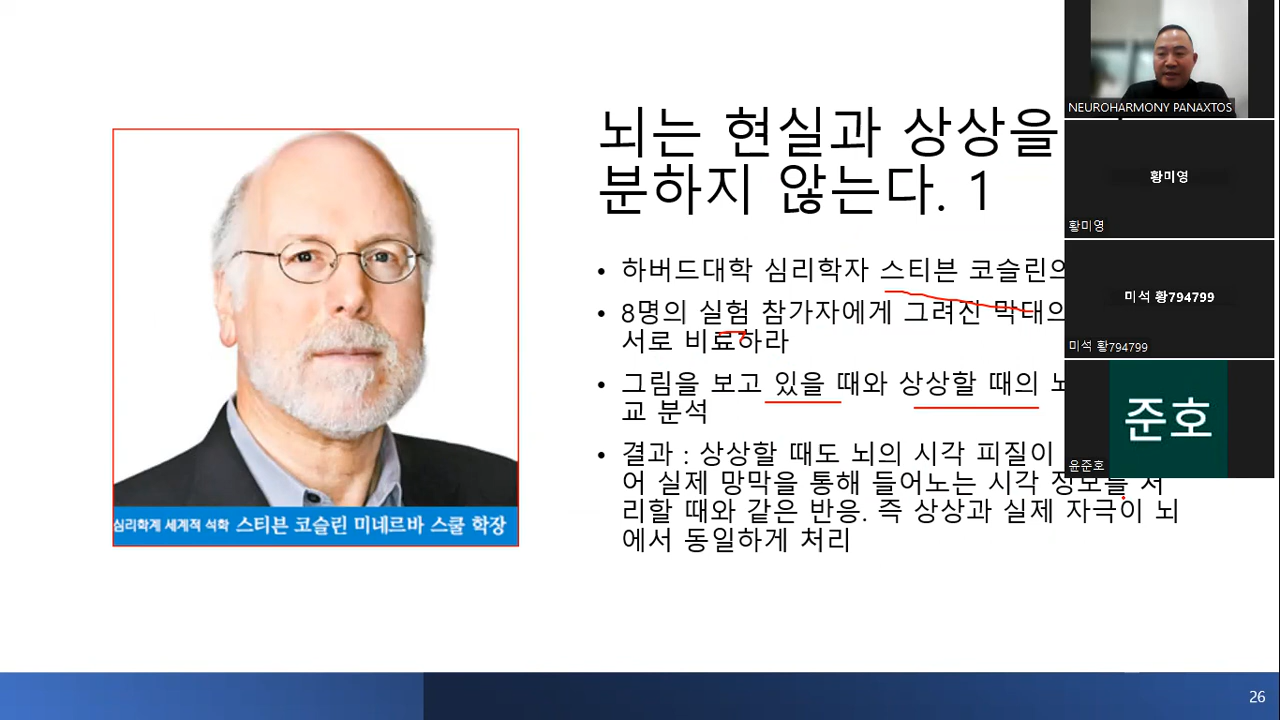 뇌는 현실과 상상을
분하지 않는다. 1
• 하버드대학 심리학자 스티븐 코슬린의
• 8명의 실험 참가자에게 그려진 막대의
서로 비료하라
• 그림을 보고 있을 때와 상상할 때의 뇌
교 분석
• 결과 : 상상할 때도 뇌의 시각 피질이
어 실제 망막을 통해 들어노는 시각 정보를 처
리할 때와 같은 반응. 즉 상상과 실제 자극이 뇌
에서 동일하게 처리
심리학계 세계적 석학 스티븐 코슬린 미네르바 스쿨 학장
NEUROHARMONY PANAXTOS
황미영
황미영
미석 황794799
미석 황794799
준호
윤준호
26